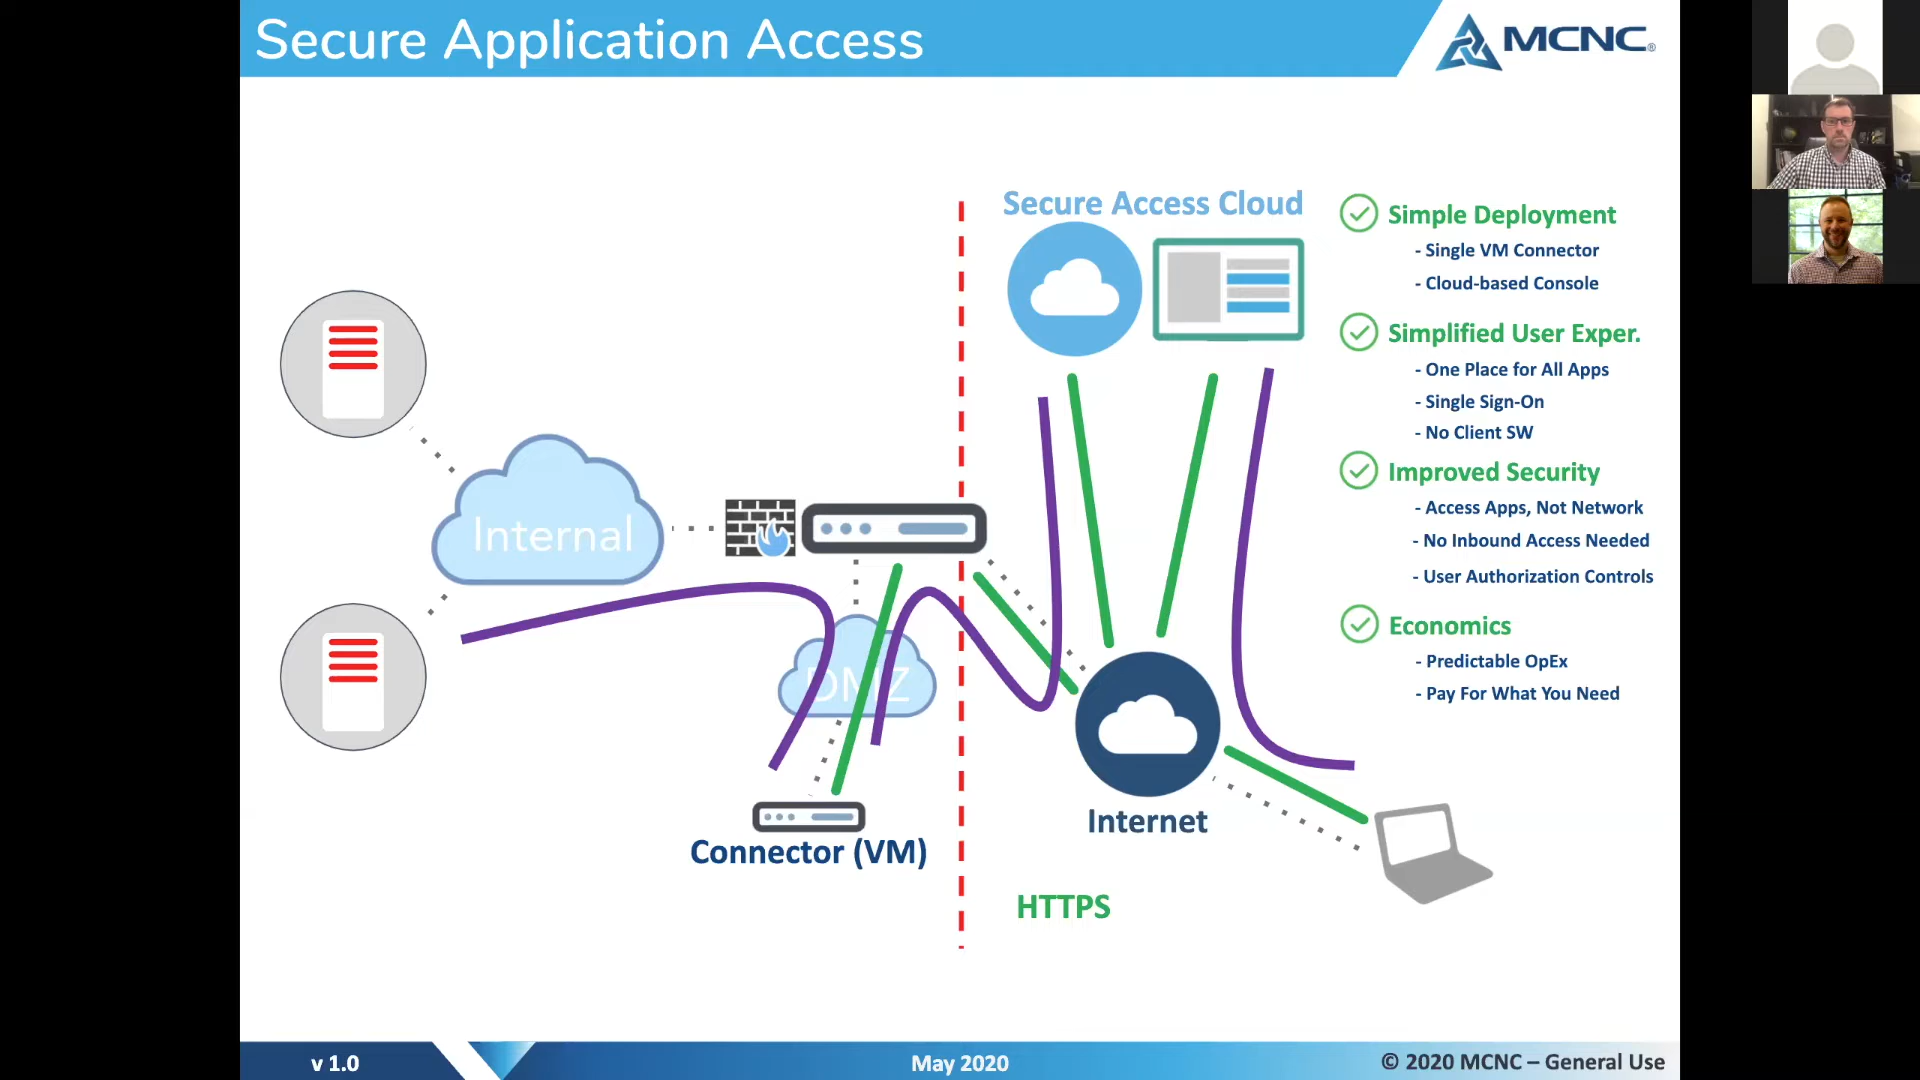 Secure Application Access
MCNC®
Secure Access Cloud
Simple Deployment
- Single VM Connector
- Cloud-based Console
Simplified User Exper.
- One Place for All Apps
- Single Sign-On
- No Client SW
Improved Security
- Access Apps, Not Network
- No Inbound Access Needed
- User Authorization Controls
Economics
- Predictable OpEx
- Pay For What You Need
Internal
DMZ
Internet
Connector (VM)
HTTPS
v 1.0
May 2020
© 2020 MCNC – General Use